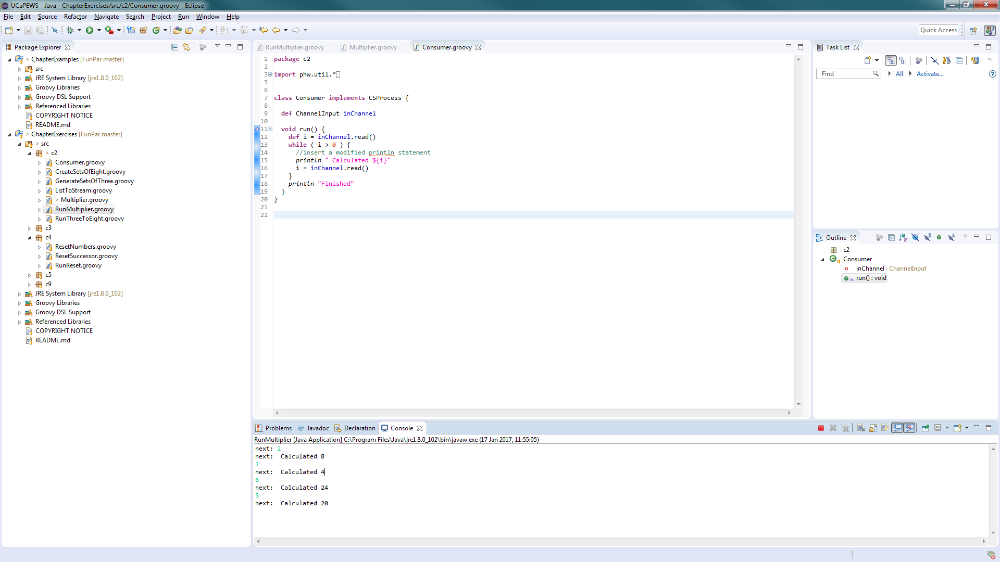 UCaPEWS - Java - ChapterExercises/src/c2/Consumer.groovy - Eclipse
File Edit Source Refactor Navigate Search Project Run Window Help
Quick Access
Package Explorer
> ChapterExamples [FunPar master]
src
JRE System Library [jre1.8.0_102]
Groovy Libraries
Groovy DSL Support
Referenced Libraries
COPYRIGHT NOTICE
README.md
> ChapterExercises [FunPar master]
> src
> c2
Consumer.groovy
CreateSetsOfEight.groovy
GenerateSetsOfThree.groovy
ListToStream.groovy
> Multiplier.groovy
RunMultiplier.groovy
RunThreeToEight.groovy
c3
c4
ResetNumbers.groovy
ResetSuccessor.groovy
RunReset.groovy
c5
c9
JRE System Library [jre1.8.0_102]
Groovy Libraries
Groovy DSL Support
Referenced Libraries
COPYRIGHT NOTICE
README.md
RunMultiplier.groovy Multiplier.groovy Consumer.groovy
1 package c2
2
3 import phw.util.*
5
6
7 class Consumer implements CSProcess {
8
9 def ChannelInput inChannel
10
11 void run() {
12 def i = inChannel.read()
13 while ( i > 0 ) {
14 //insert a modified println statement
15 println " Calculated ${i}"
16 i = inChannel.read()
17 }
18 println "Finished"
19 }
20 }
21
22
Task List
Find All Activate...
Outline
c2
Consumer
inChannel : ChannelInput
run() : void
Problems @ Javadoc Declaration Console
RunMultiplier [Java Application] C:\Program Files\Java\jre1.8.0_102\bin\javaw.exe (17 Jan 2017, 11:55:05)
next: 2
next:  Calculated 8
1
next:  Calculated 4
6
next:  Calculated 24
5
next:  Calculated 20